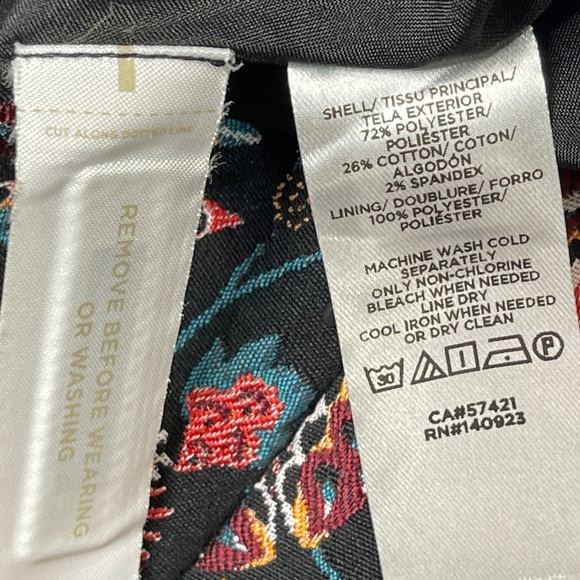 CUT ALONG DOTTED LINE
REMOVE BEFORE WEARING
OR WASHING
SHELL/ TISSU PRINCIPAL/
TELA EXTERIOR
72% POLYESTER/
POLIÉSTER
26% COTTON/ COTON/
ALGODÓN
2% SPANDEX
LINING/ DOUBLURE/ FORRO
100% POLYESTER/
POLIÉSTER
MACHINE WASH COLD
SEPARATELY
ONLY NON-CHLORINE
BLEACH WHEN NEEDED
LINE DRY
COOL IRON WHEN NEEDED
OR DRY CLEAN
30 P
CA#57421
RN#140923